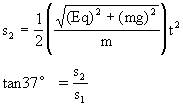 s₂ = 1/2 (√((Eq)² + (mg)²) / m) t²
tan37° = s₂/s₁